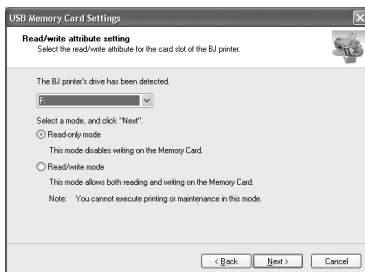 USB Memory Card Settings
Read/write attribute setting
Select the read/write attribute for the card slot of the BJ printer.
The BJ printer's drive has been detected.
F:
Select a mode, and click "Next".
Read-only mode
This mode disables writing on the Memory Card.
Read/write mode
This mode allows both reading and writing on the Memory Card.
Note: You cannot execute printing or maintenance in this mode.
< Back Next > Cancel